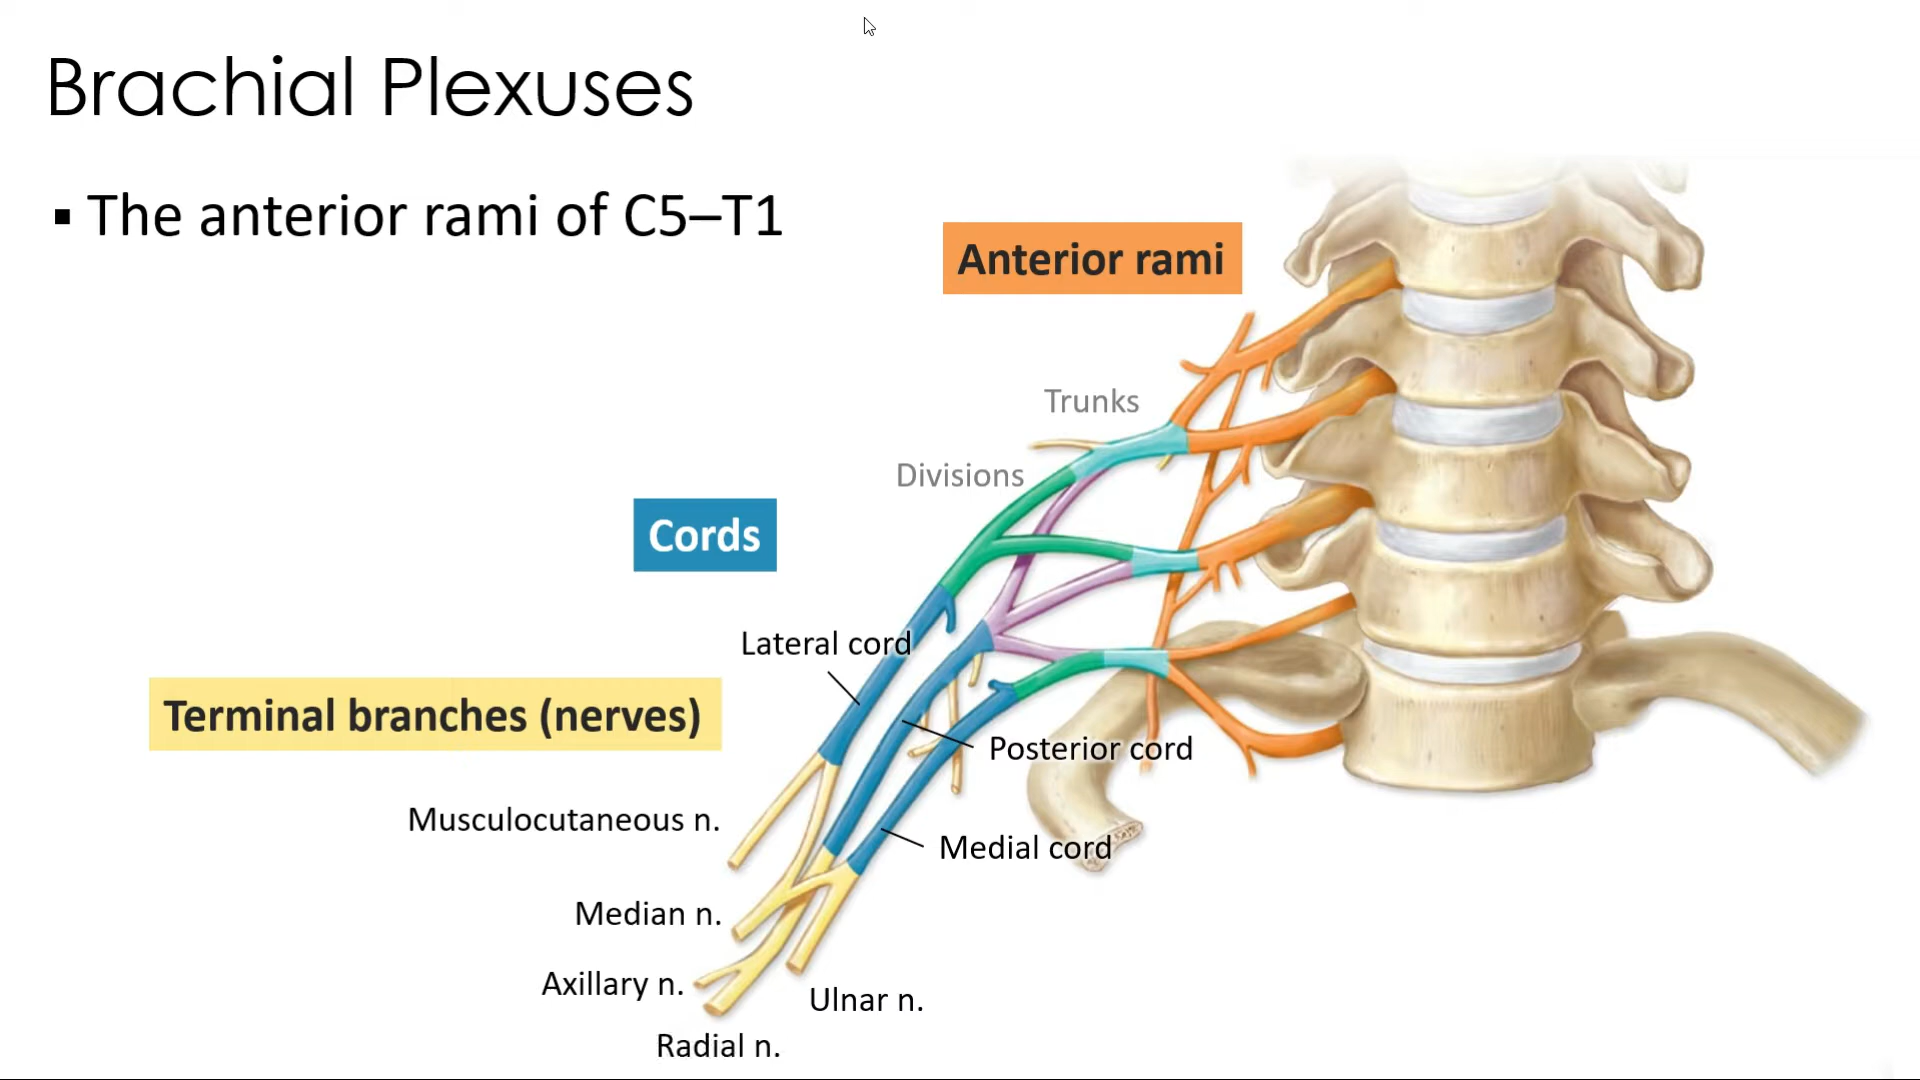 Brachial Plexuses
▪ The anterior rami of C5–T1
Anterior rami
Trunks
Divisions
Cords
Lateral cord
Terminal branches (nerves)
Posterior cord
Musculocutaneous n.
Medial cord
Median n.
Axillary n.
Ulnar n.
Radial n.